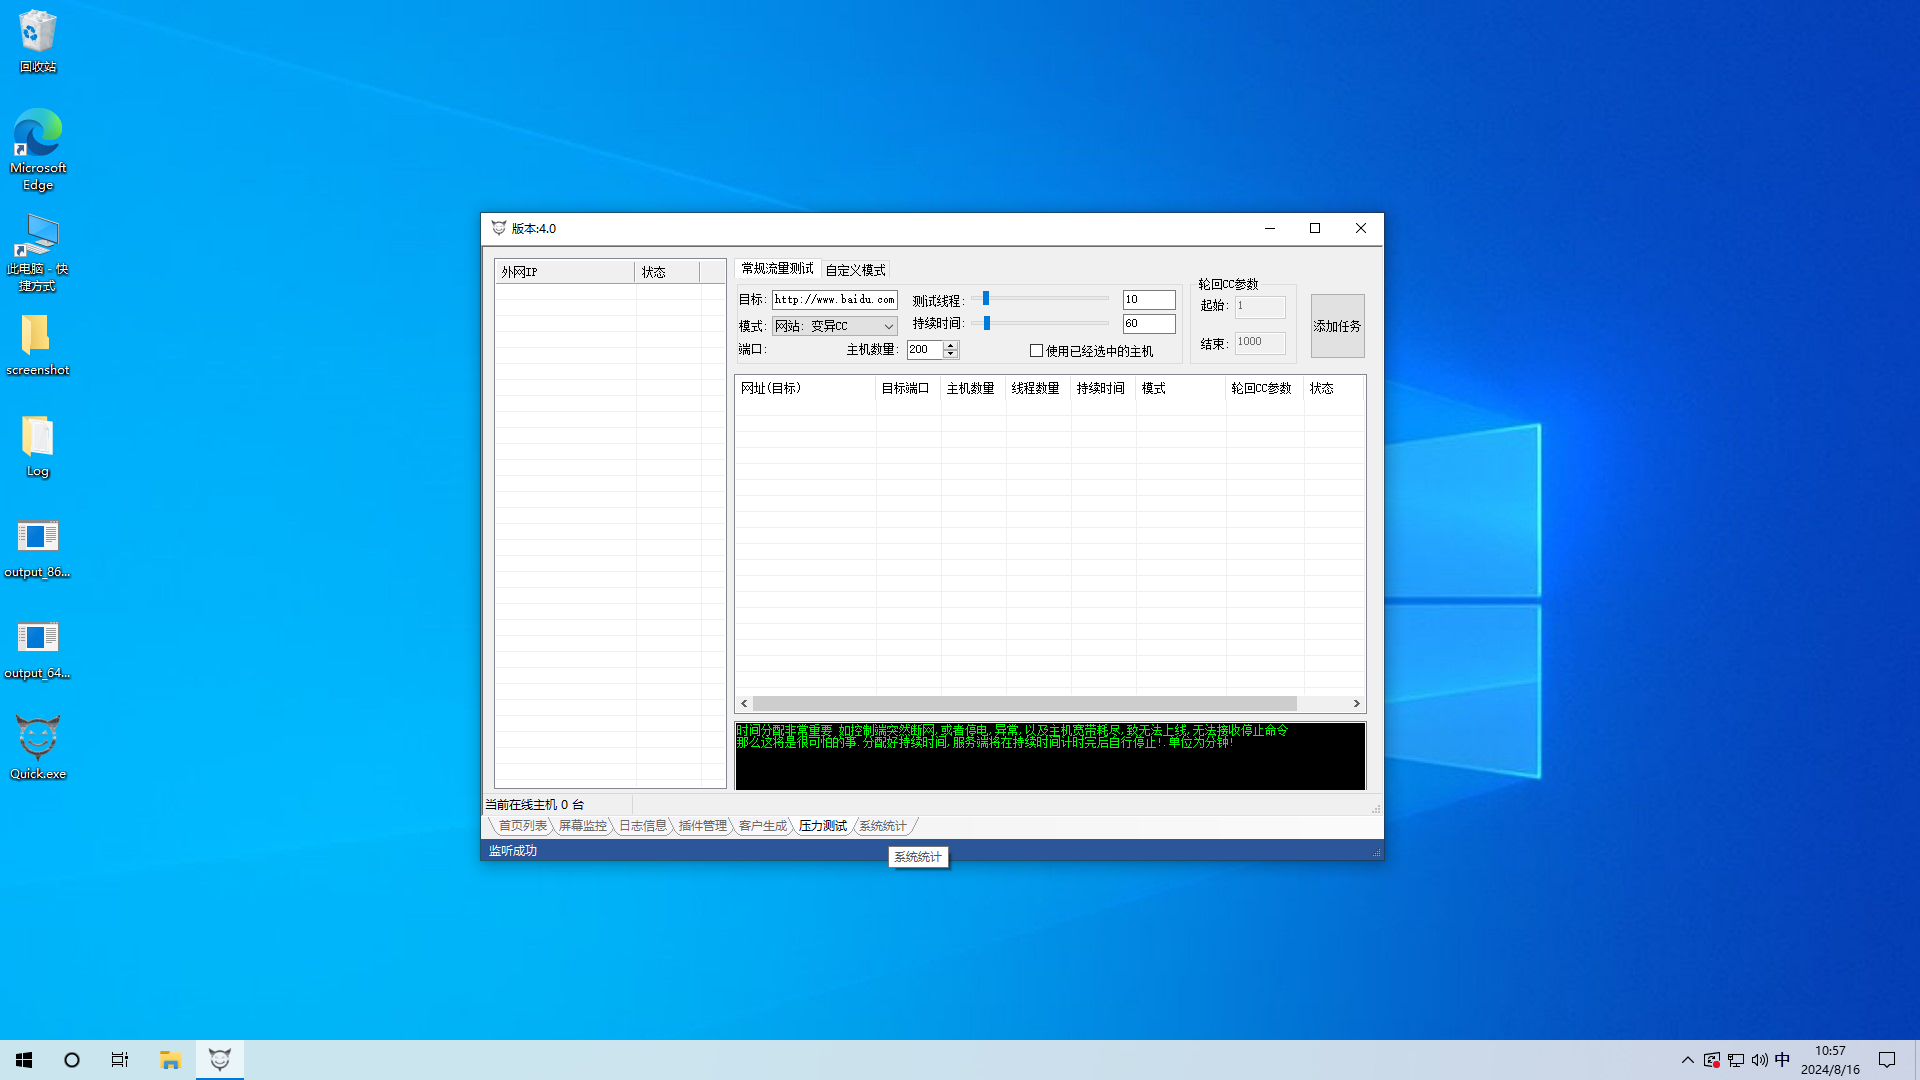 回收站
Microsoft
Edge
此电脑 - 快
捷方式
screenshot
Log
output_86...
output_64...
Quick.exe
版本:4.0
外网IP 状态
常规流量测试 自定义模式
目标: http://www.baidu.com 测试线程: 10
模式: 网站: 变异CC 持续时间: 60
端口: 主机数量: 200 使用已经选中的主机
轮回CC参数
起始: 1
结束: 1000
添加任务
网址(目标) 目标端口 主机数量 线程数量 持续时间 模式 轮回CC参数 状态
时间分配非常重要.如控制端突然断网,或者停电,异常,以及主机宽带耗尽,致无法上线,无法接收停止命令
那么这将是很可怕的事.分配好持续时间,服务端将在持续时间计时完后自行停止!.单位为分钟!
当前在线主机 0 台
首页列表 屏幕监控 日志信息 插件管理 客户生成 压力测试 系统统计
监听成功
系统统计
中
10:57
2024/8/16